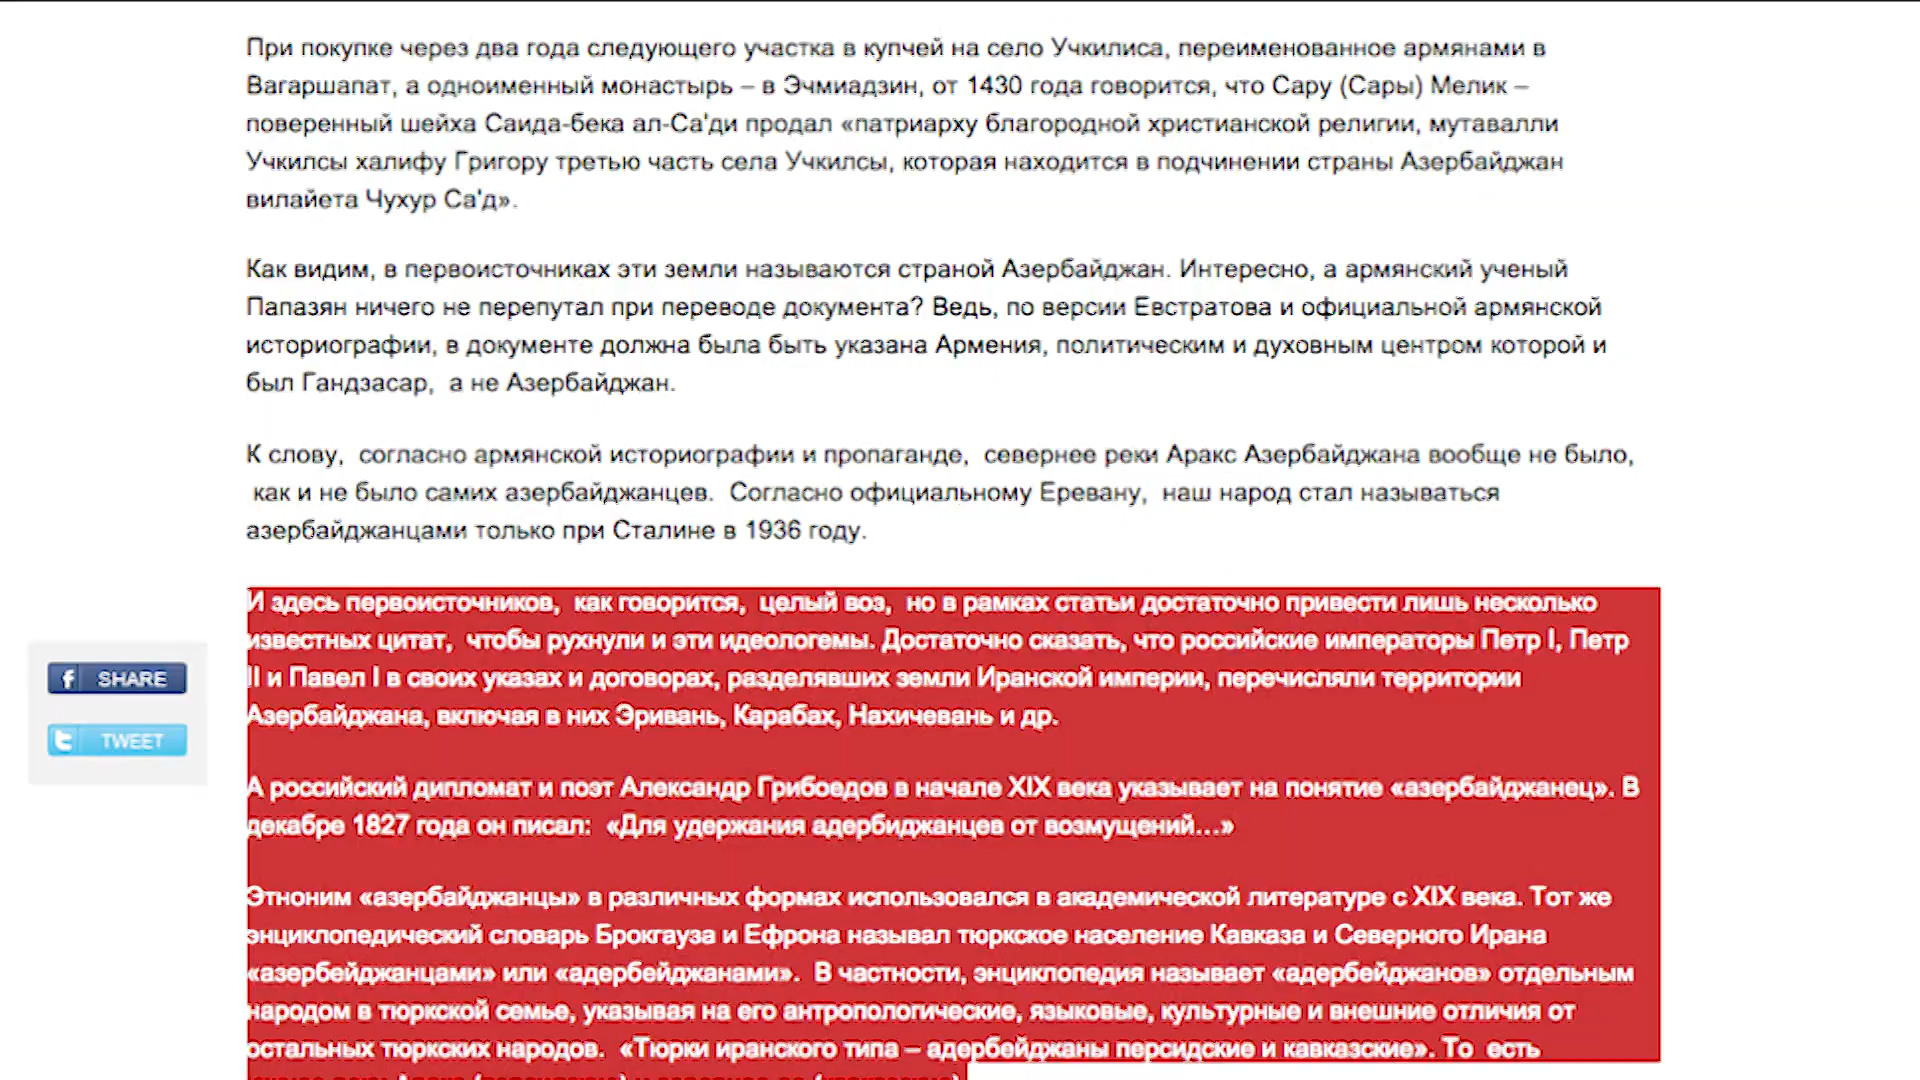 При покупке через два года следующего участка в купчей на село Учкилиса, переименованное армянами в
Вагаршапат, а одноименный монастырь – в Эчмиадзин, от 1430 года говорится, что Сару (Сары) Мелик –
поверенный шейха Саида-бека ал-Са'ди продал «патриарху благородной христианской религии, мутавалли
Учкилсы халифу Григору третью часть села Учкилсы, которая находится в подчинении страны Азербайджан
вилайета Чухур Са'д».
Как видим, в первоисточниках эти земли называются страной Азербайджан. Интересно, а армянский ученый
Папазян ничего не перепутал при переводе документа? Ведь, по версии Евстратова и официальной армянской
историографии, в документе должна была быть указана Армения, политическим и духовным центром которой и
был Гандзасар, а не Азербайджан.
К слову, согласно армянской историографии и пропаганде, севернее реки Аракс Азербайджана вообще не было,
как и не было самих азербайджанцев. Согласно официальному Еревану, наш народ стал называться
азербайджанцами только при Сталине в 1936 году.
И здесь первоисточников, как говорится, целый воз, но в рамках статьи достаточно привести лишь несколько
известных цитат, чтобы рухнули и эти идеологемы. Достаточно сказать, что российские императоры Петр I, Петр
II и Павел I в своих указах и договорах, разделявших земли Иранской империи, перечисляли территории
Азербайджана, включая в них Эривань, Карабах, Нахичевань и др.
SHARE
TWEET
А российский дипломат и поэт Александр Грибоедов в начале XIX века указывает на понятие «азербайджанец». В
декабре 1827 года он писал: «Для удержания адербиджанцев от возмущений…»
Этноним «азербайджанцы» в различных формах использовался в академической литературе с XIX века. Тот же
энциклопедический словарь Брокгауза и Ефрона называл тюркское население Кавказа и Северного Ирана
«азербейджанцами» или «адербейджанами». В частности, энциклопедия называет «адербейджанов» отдельным
народом в тюркской семье, указывая на его антропологические, языковые, культурные и внешние отличия от
остальных тюркских народов. «Тюрки иранского типа – адербейджаны персидские и кавказские». То есть